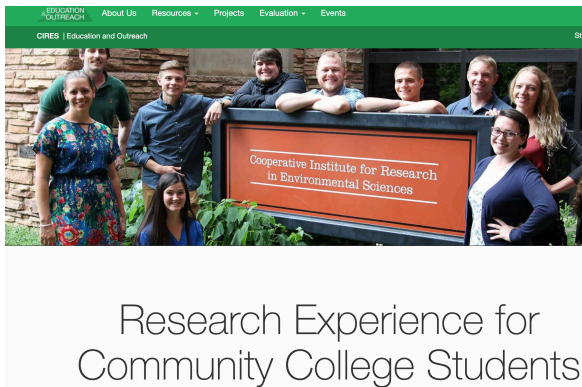 EDUCATION
&OUTREACH
About Us Resources Projects Evaluation Events
CIRES | Education and Outreach
St
Cooperative Institute for Research
in Environmental Sciences
Research Experience for
Community College Students